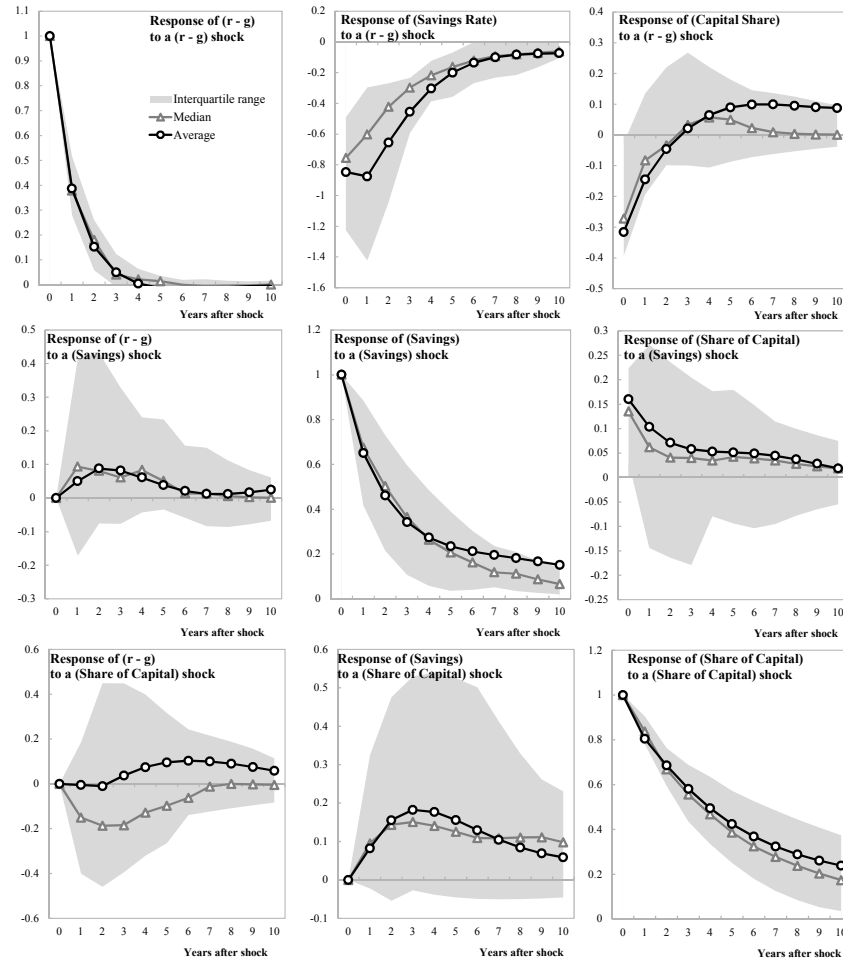 Response of (r - g)
to a (r - g) shock
1
0.9
0.8
0.7
0.6
0.5
0.4
0.3
0.2
0.1
0
Interquartile range
Median
Average
0 1 2 3 4 5 6 7 8 9 10
Years after shock
Response of (Savings Rate)
to a (r - g) shock
0.2
0
-0.2
-0.4
-0.6
-0.8
-1
-1.2
-1.4
-1.6
0 1 2 3 4 5 6 7 8 9 10
Years after shock
Response of (Capital Share)
to a (r - g) shock
0.4
0.3
0.2
0.1
0
-0.1
-0.2
-0.3
-0.4
-0.5
0 1 2 3 4 5 6 7 8 9 10
Years after shock
Response of (r - g)
to a (Savings) shock
0.5
0.4
0.3
0.2
0.1
0
-0.1
-0.2
-0.3
0 1 2 3 4 5 6 7 8 9 10
Years after shock
Response of (Savings)
to a (Savings) shock
1.2
1
0.8
0.6
0.4
0.2
0
0 1 2 3 4 5 6 7 8 9 10
Years after shock
Response of (Share of Capital)
to a (Savings) shock
0.3
0.25
0.2
0.15
0.1
0.05
0
-0.05
-0.1
-0.15
-0.2
-0.25
0 1 2 3 4 5 6 7 8 9 10
Years after shock
Response of (r - g)
to a (Share of Capital) shock
0.6
0.4
0.2
0
-0.2
-0.4
-0.6
0 1 2 3 4 5 6 7 8 9 10
Years after shock
Response of (Savings)
to a (Share of Capital) shock
0.6
0.5
0.4
0.3
0.2
0.1
0
-0.1
0 1 2 3 4 5 6 7 8 9 10
Years after shock
Response of (Share of Capital)
to a (Share of Capital) shock
1.2
1
0.8
0.6
0.4
0.2
0
0 1 2 3 4 5 6 7 8 9 10
Years after shock